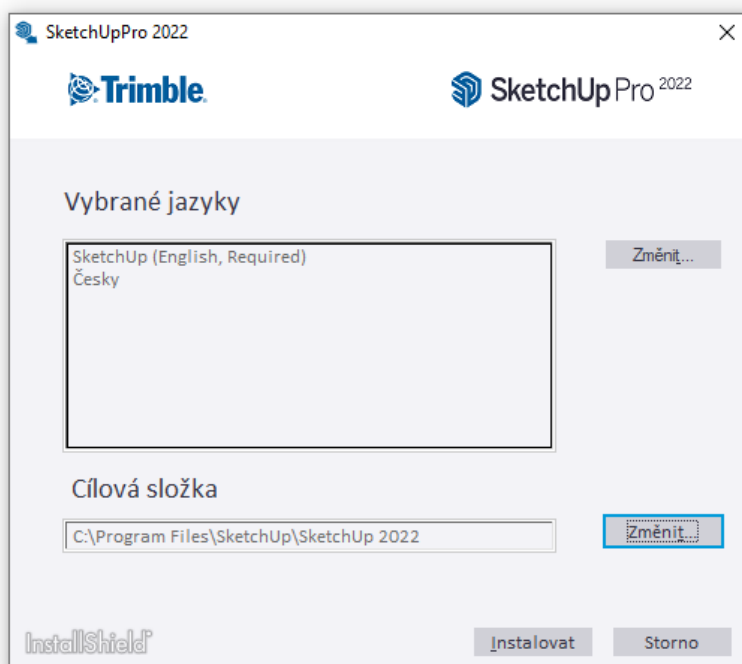 SketchUpPro 2022
Trimble.
SketchUp Pro 2022
Vybrané jazyky
SketchUp (English, Required)
Česky
Změnit...
Cílová složka
C:\Program Files\SketchUp\SketchUp 2022
Změnit...
InstallShield®
Instalovat
Storno